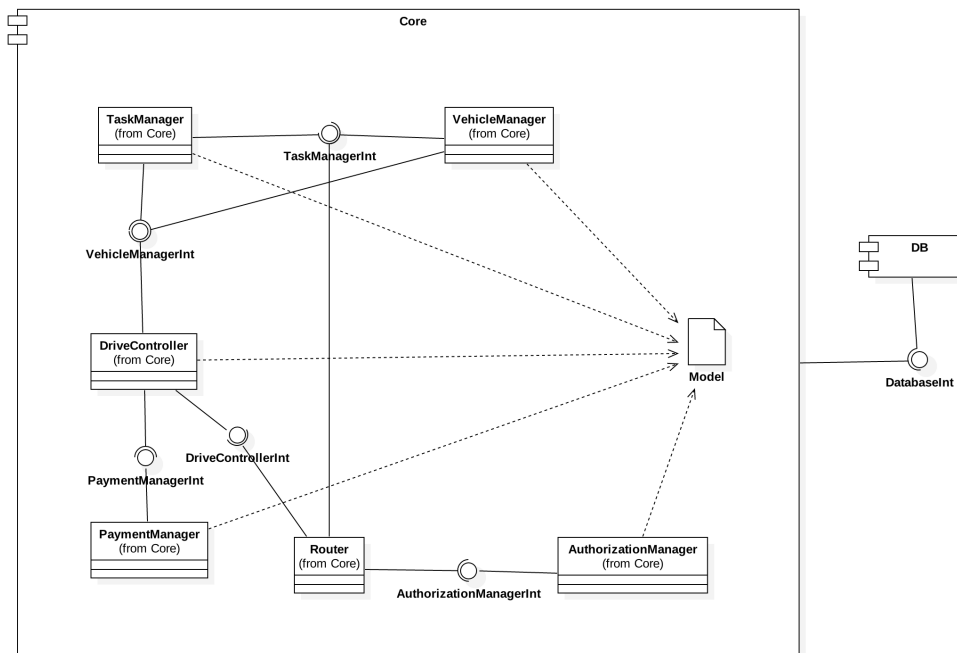 Core
TaskManager
(from Core)
VehicleManager
(from Core)
TaskManagerInt
VehicleManagerInt
DB
DriveController
(from Core)
Model
DatabaseInt
DriveControllerInt
PaymentManagerInt
PaymentManager
(from Core)
Router
(from Core)
AuthorizationManager
(from Core)
AuthorizationManagerInt